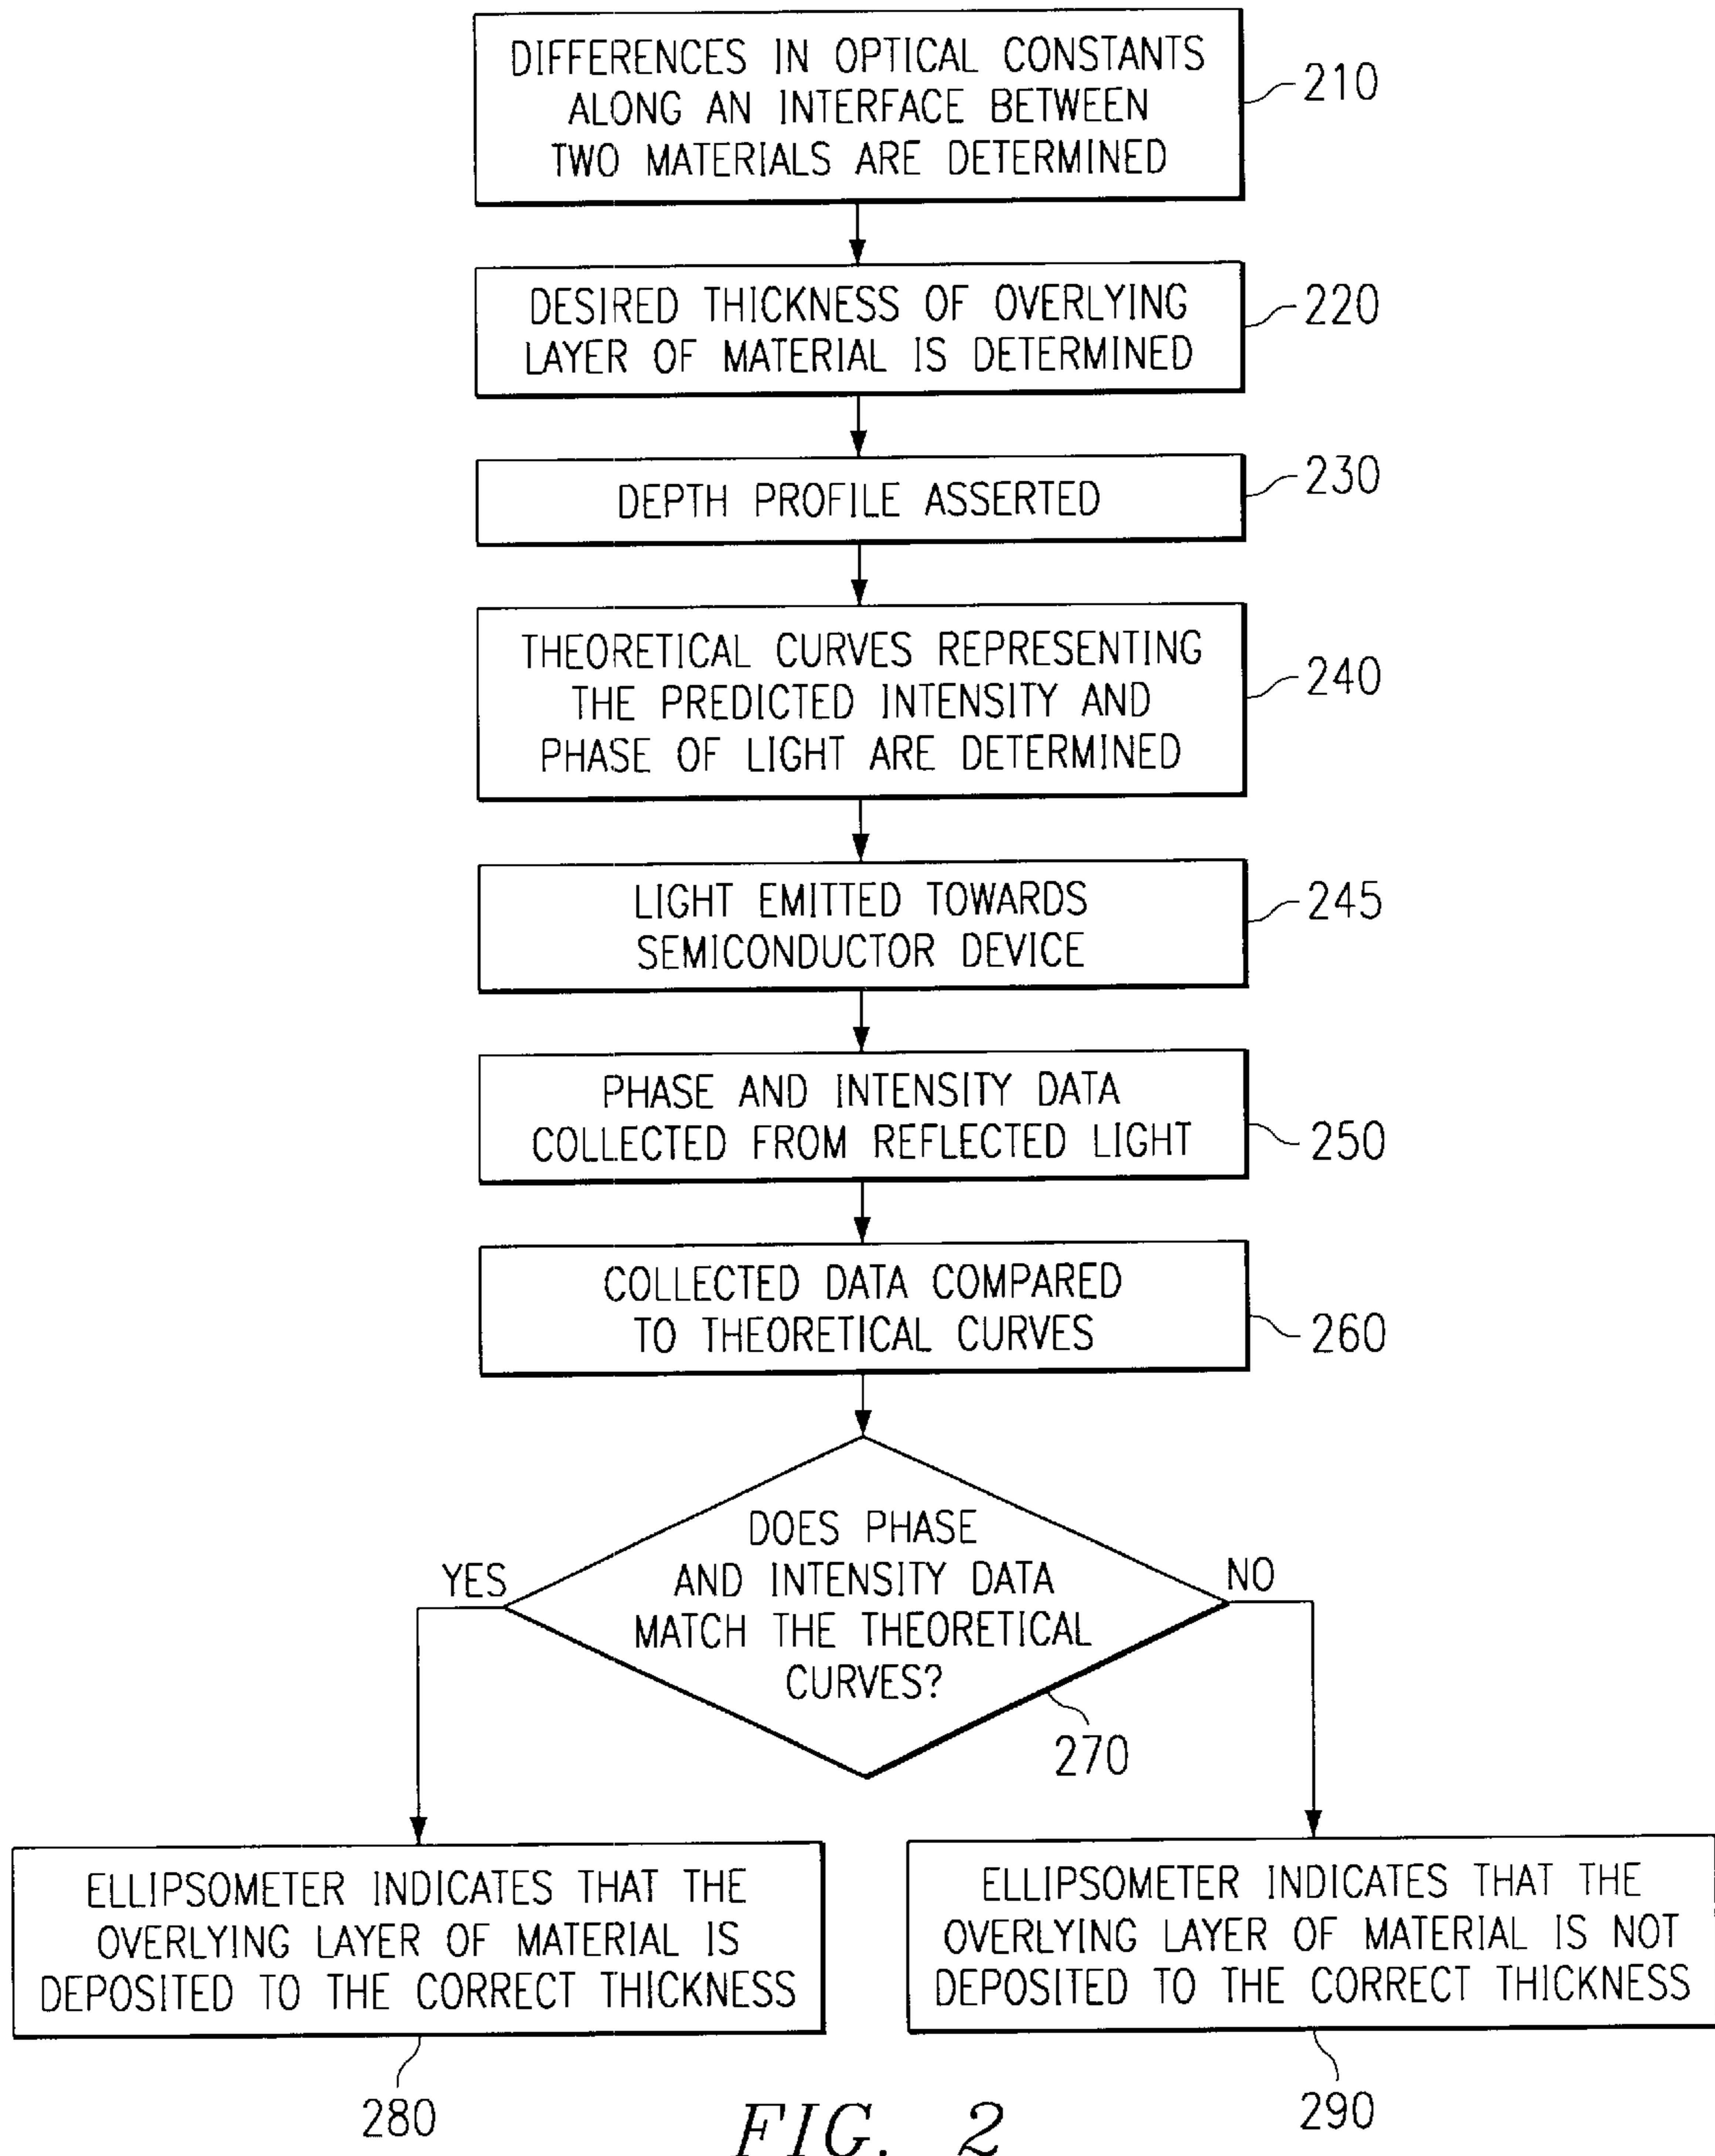 DIFFERENCES IN OPTICAL CONSTANTS
ALONG AN INTERFACE BETWEEN
TWO MATERIALS ARE DETERMINED
210
DESIRED THICKNESS OF OVERLYING
LAYER OF MATERIAL IS DETERMINED
220
DEPTH PROFILE ASSERTED
230
THEORETICAL CURVES REPRESENTING
THE PREDICTED INTENSITY AND
PHASE OF LIGHT ARE DETERMINED
240
LIGHT EMITTED TOWARDS
SEMICONDUCTOR DEVICE
245
PHASE AND INTENSITY DATA
COLLECTED FROM REFLECTED LIGHT
250
COLLECTED DATA COMPARED
TO THEORETICAL CURVES
260
DOES PHASE
AND INTENSITY DATA
MATCH THE THEORETICAL
CURVES?
270
YES
NO
ELLIPSOMETER INDICATES THAT THE
OVERLYING LAYER OF MATERIAL IS
DEPOSITED TO THE CORRECT THICKNESS
280
ELLIPSOMETER INDICATES THAT THE
OVERLYING LAYER OF MATERIAL IS NOT
DEPOSITED TO THE CORRECT THICKNESS
290
FIG. 2